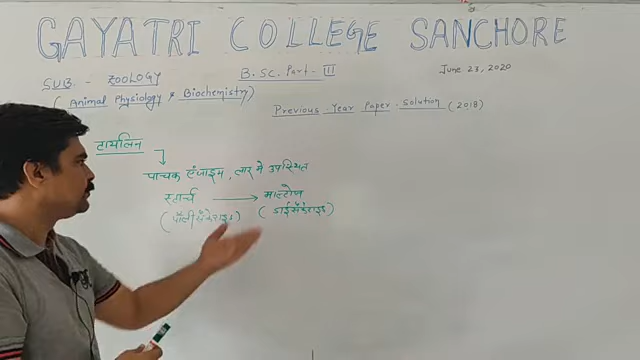 GAYATRI COLLEGE SANCHORE
SUB. - ZOOLOGY B.SC. Part - III June 23, 2020
(Animal Physiology & Biochemistry)
Previous Year Paper Solution (2018)
टायलिन
पाचक एंजाइम, लार मे उपस्थित
स्टार्च → माल्टोज
(पॉलीसैकेराइड) (डाईसैकेराइड)